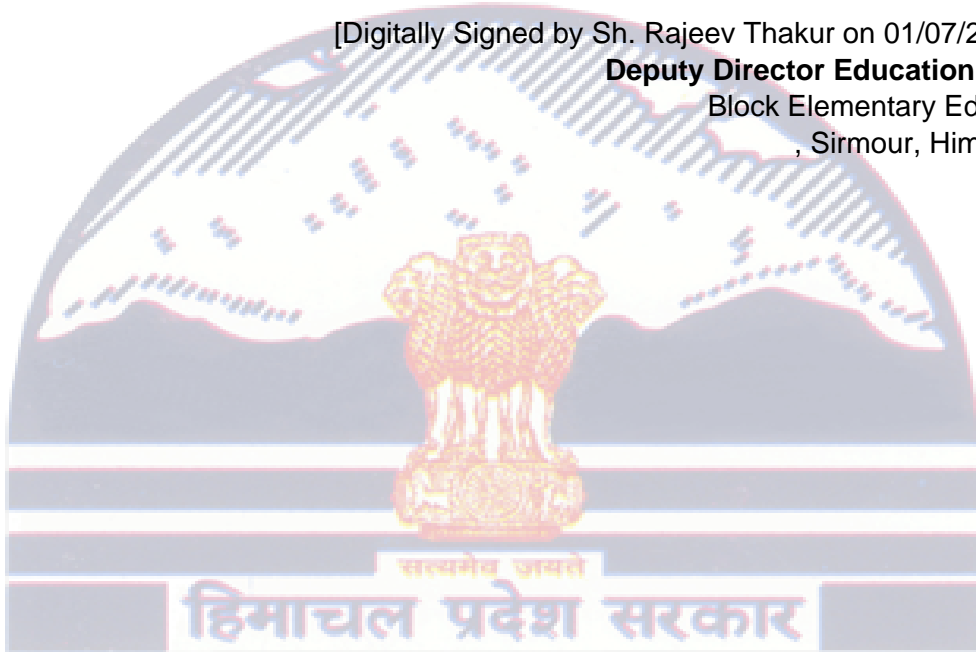 [Digitally Signed by Sh. Rajeev Thakur on 01/07/2
Deputy Director Education
Block Elementary Ed
, Sirmour, Him
सत्यमेव जयते
हिमाचल प्रदेश सरकार